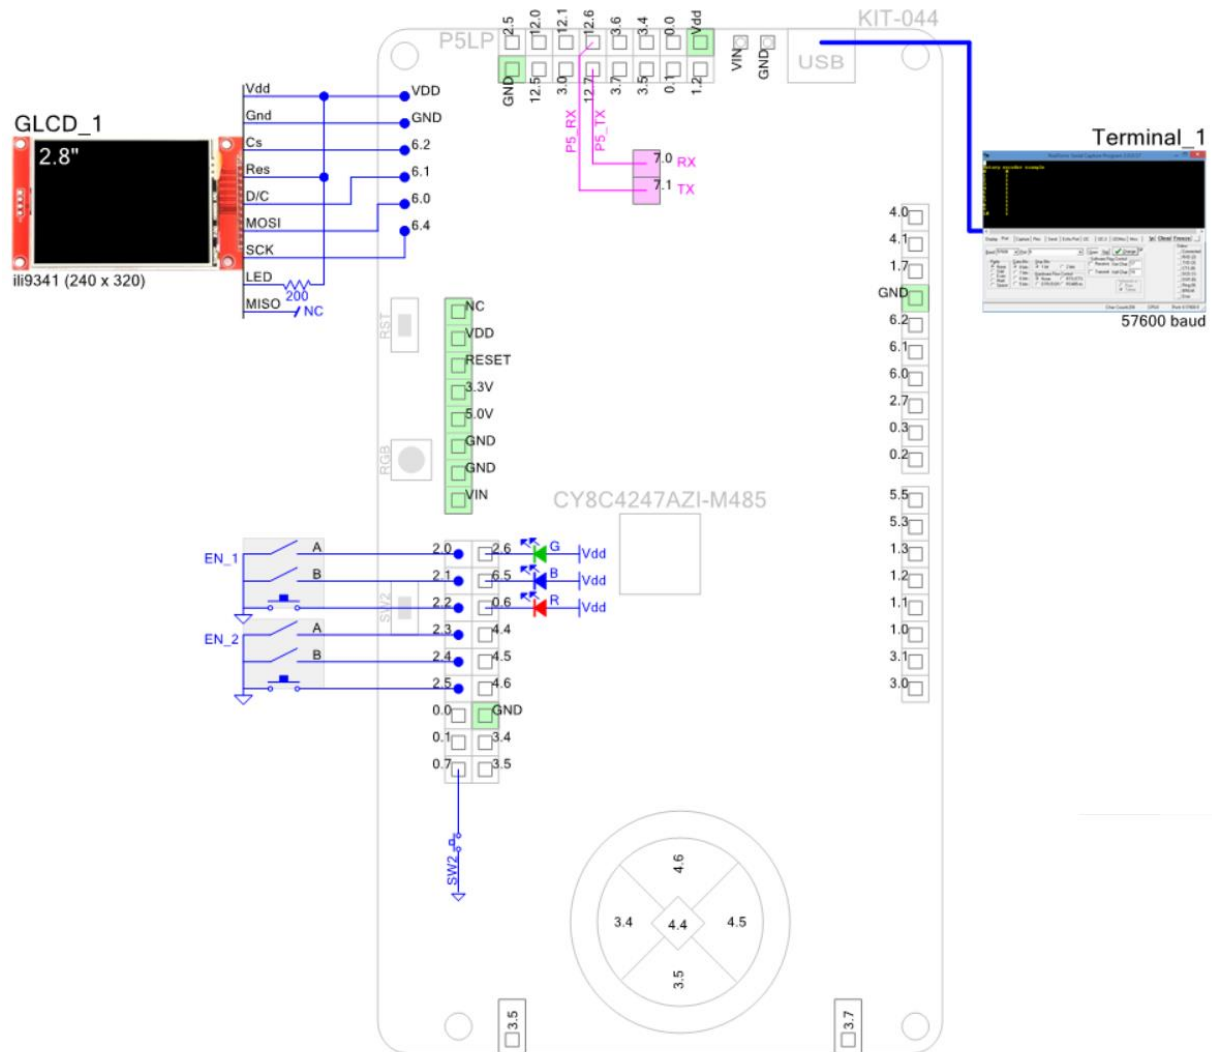 KIT-044
P5LP
2.5
12.0
12.1
12.6
3.6
3.4
0.0
Vdd
GND
12.5
3.0
12.7
3.7
3.5
0.1
1.2
VIN
GND
USB
P5_RX
P5_TX
7.0 RX
7.1 TX
GLCD_1
2.8"
ili9341 (240 x 320)
Vdd
Gnd
Cs
Res
D/C
MOSI
SCK
LED
200
MISO
NC
VDD
GND
6.2
6.1
6.0
6.4
Terminal_1
57600 baud
4.0
4.1
1.7
GND
6.2
6.1
6.0
2.7
0.3
0.2
5.5
5.3
1.3
1.2
1.1
1.0
3.1
3.0
RST
RGB
SW2
NC
VDD
RESET
3.3V
5.0V
GND
GND
VIN
CY8C4247AZI-M485
EN_1
A
B
EN_2
A
B
2.0
2.1
2.2
2.3
2.4
2.5
0.0
0.1
0.7
2.6
6.5
0.6
4.4
4.5
4.6
GND
3.4
3.5
G
Vdd
B
Vdd
R
Vdd
SW2
4.6
3.4
4.4
4.5
3.5
3.5
3.7